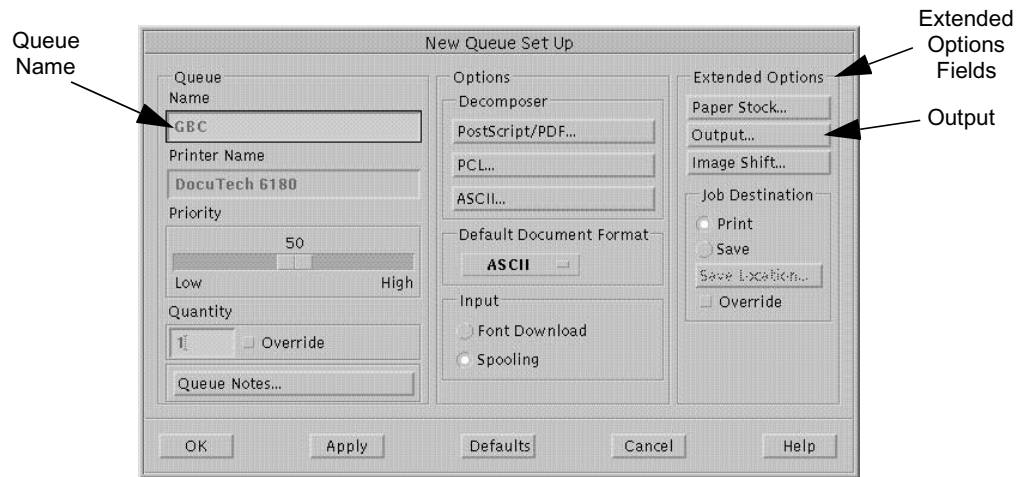 Queue
Name
Extended
Options
Fields
Output
New Queue Set Up
Queue
Name
GBC
Printer Name
DocuTech 6180
Priority
50
Low High
Quantity
1 Override
Queue Notes...
Options
Decomposer
PostScript/PDF...
PCL...
ASCII...
Default Document Format
ASCII
Input
Font Download
Spooling
Extended Options
Paper Stock...
Output...
Image Shift...
Job Destination
Print
Save
Save Location...
Override
OK Apply Defaults Cancel Help